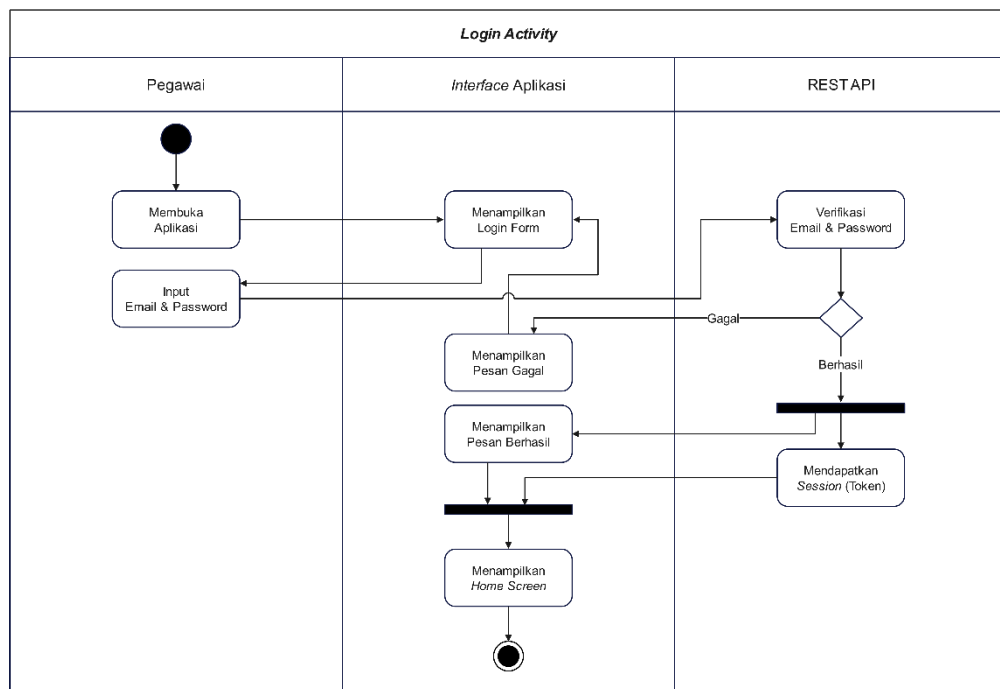 Login Activity
Pegawai
Interface Aplikasi
REST API
Membuka
Aplikasi
Menampilkan
Login Form
Verifikasi
Email & Password
Input
Email & Password
Gagal
Menampilkan
Pesan Gagal
Berhasil
Menampilkan
Pesan Berhasil
Mendapatkan
Session (Token)
Menampilkan
Home Screen